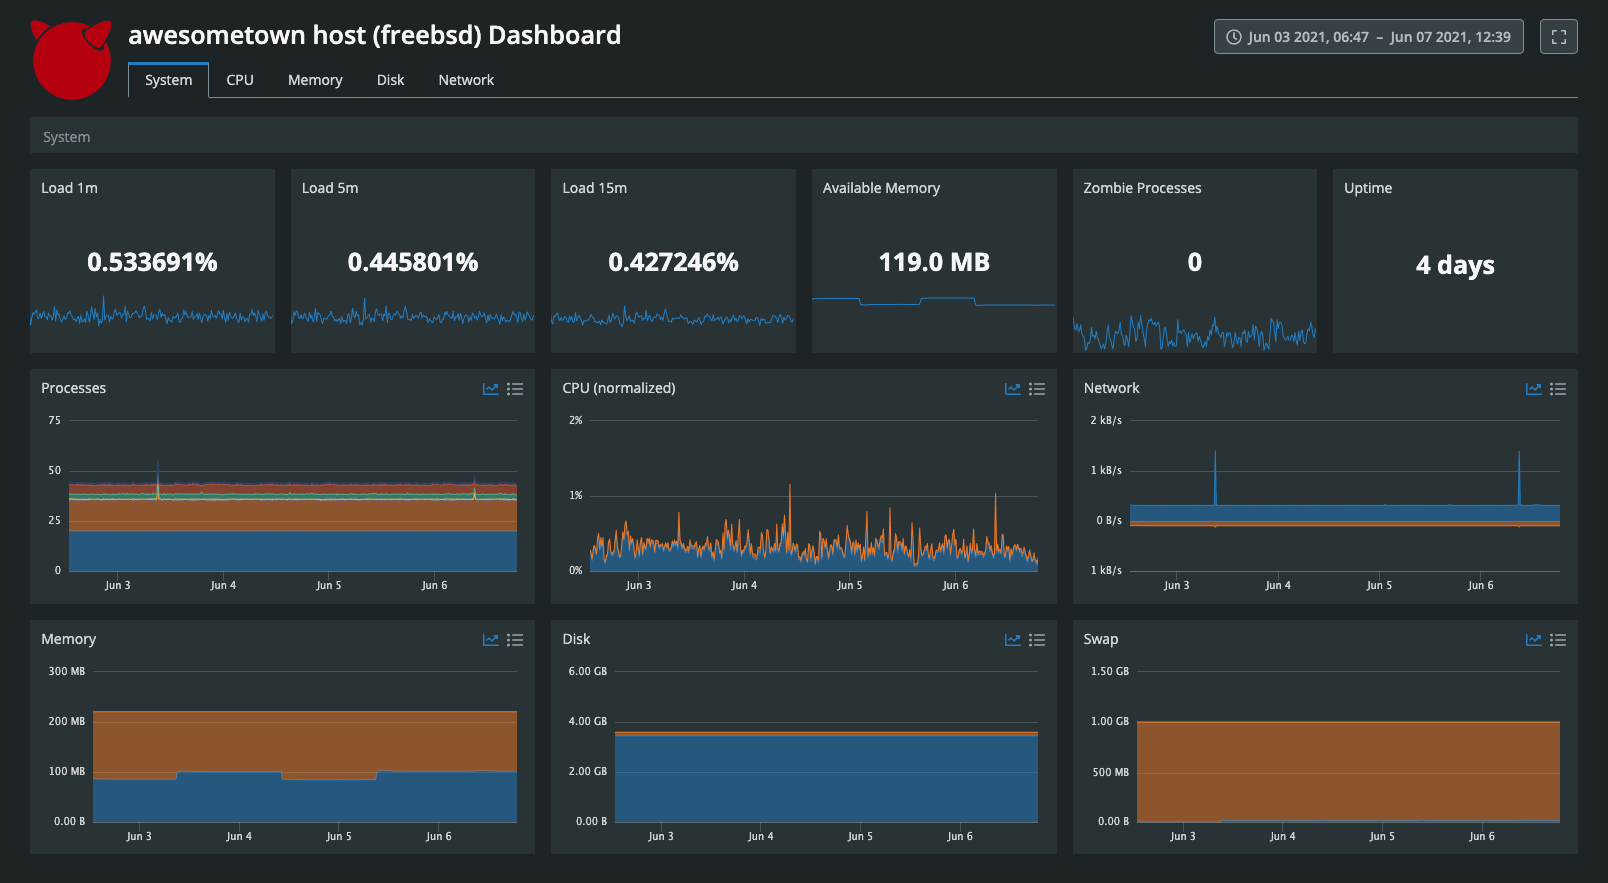 awesometown host (freebsd) Dashboard
Jun 03 2021, 06:47 – Jun 07 2021, 12:39
System CPU Memory Disk Network
System
Load 1m
0.533691%
Load 5m
0.445801%
Load 15m
0.427246%
Available Memory
119.0 MB
Zombie Processes
0
Uptime
4 days
Processes
75
50
25
0
Jun 3 Jun 4 Jun 5 Jun 6
CPU (normalized)
2%
1%
0%
Jun 3 Jun 4 Jun 5 Jun 6
Network
2 kB/s
1 kB/s
0 B/s
1 kB/s
Jun 3 Jun 4 Jun 5 Jun 6
Memory
300 MB
200 MB
100 MB
0.00 B
Jun 3 Jun 4 Jun 5 Jun 6
Disk
6.00 GB
4.00 GB
2.00 GB
0.00 B
Jun 3 Jun 4 Jun 5 Jun 6
Swap
1.50 GB
1.00 GB
500 MB
0.00 B
Jun 3 Jun 4 Jun 5 Jun 6